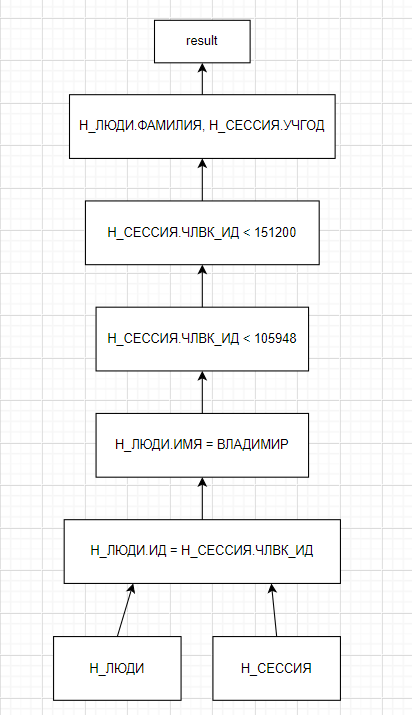 result
Н_ЛЮДИ.ФАМИЛИЯ, Н_СЕССИЯ.УЧГОД
Н_СЕССИЯ.ЧЛВК_ИД < 151200
Н_СЕССИЯ.ЧЛВК_ИД < 105948
Н_ЛЮДИ.ИМЯ = ВЛАДИМИР
Н_ЛЮДИ.ИД = Н_СЕССИЯ.ЧЛВК_ИД
Н_ЛЮДИ
Н_СЕССИЯ